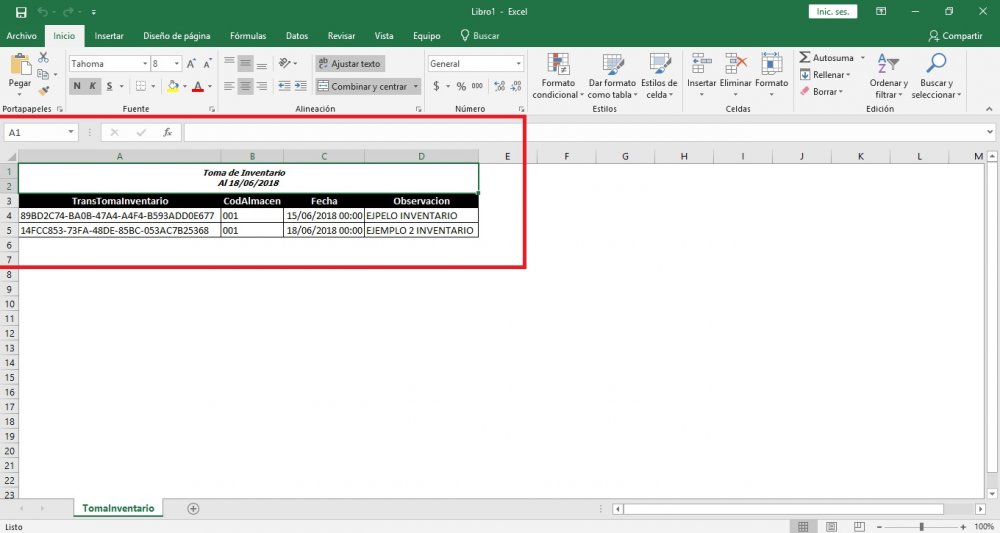 Libro1 - Excel
Inic. ses.
Archivo Inicio Insertar Diseño de página Fórmulas Datos Revisar Vista Equipo Buscar Compartir
Pegar
Tahoma 8
N K S
Ajustar texto
Combinar y centrar
General
$ % 000
Formato condicional
Dar formato como tabla
Estilos de celda
Insertar Eliminar Formato
Autosuma
Rellenar
Borrar
Ordenar y filtrar
Buscar y seleccionar
Portapapeles Fuente Alineación Número Estilos Celdas Edición
A1 fx
A B C D E F G H I J K L M
1 Toma de Inventario
2 Al 18/06/2018
3 TransTomaInventario CodAlmacen Fecha Observacion
4 89BD2C74-BA0B-47A4-A4F4-B593ADD0E677 001 15/06/2018 00:00 EJPELO INVENTARIO
5 14FCC853-73FA-48DE-85BC-053AC7B25368 001 18/06/2018 00:00 EJEMPLO 2 INVENTARIO
6
7
8
9
10
11
12
13
14
15
16
17
18
19
20
21
22
23
TomaInventario
Listo 100%